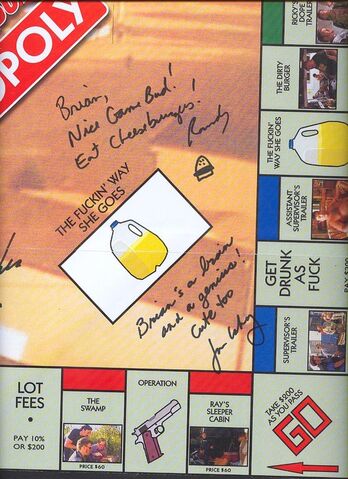 OPOLY
Brian,
Nice Game Bud!
Eat Cheeseburgers!
Randy
THE FUCKIN' WAY
SHE GOES
Brian's a brain
and a genius!
Cute too
RICKY'S
DOPE
TRAILER
THE DIRTY
BURGER
THE FUCKIN'
WAY SHE GOES
ASSISTANT
SUPERVISOR'S
TRAILER
GET
DRUNK
AS
FUCK
SUPERVISOR'S
TRAILER
LOT
FEES
PAY 10%
OR $200
THE
SWAMP
PRICE $60
OPERATION
RAY'S
SLEEPER
CABIN
PRICE $60
TAKE $900
AS YOU PASS
GO